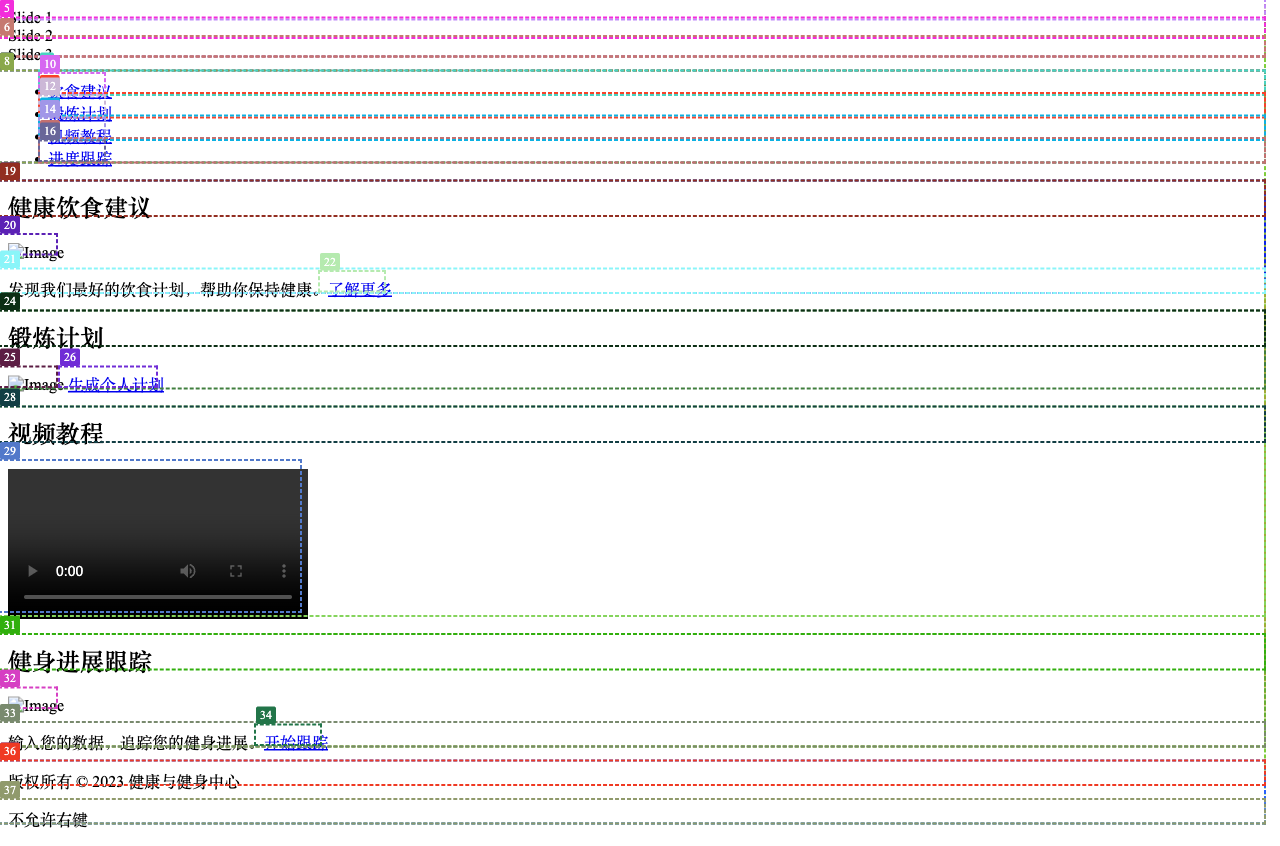 5
Slide 1
6
Slide 2
Slide 3
8
10
12
饮食建议
14
锻炼计划
16
视频教程
进度跟踪
19
健康饮食建议
20
Image
21
22
发现我们最好的饮食计划，帮助你保持健康。 了解更多
24
锻炼计划
25
26
Image 生成个人计划
28
视频教程
29
0:00
31
健身进展跟踪
32
Image
33
34
输入您的数据，追踪您的健身进展。 开始跟踪
36
版权所有 © 2023 健康与健身中心
37
不允许右键